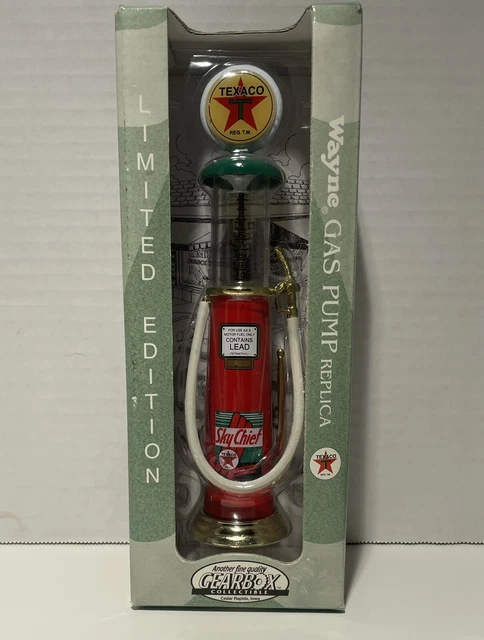 LIMITED EDITION
TEXACO
T
REG. T.M.
Wayne® GAS PUMP REPLICA
FOR USE AS A
MOTOR FUEL ONLY
CONTAINS
LEAD
Sky Chief
TEXACO
T
Another fine quality
GEARBOX
COLLECTIBLE
Cedar Rapids, Iowa